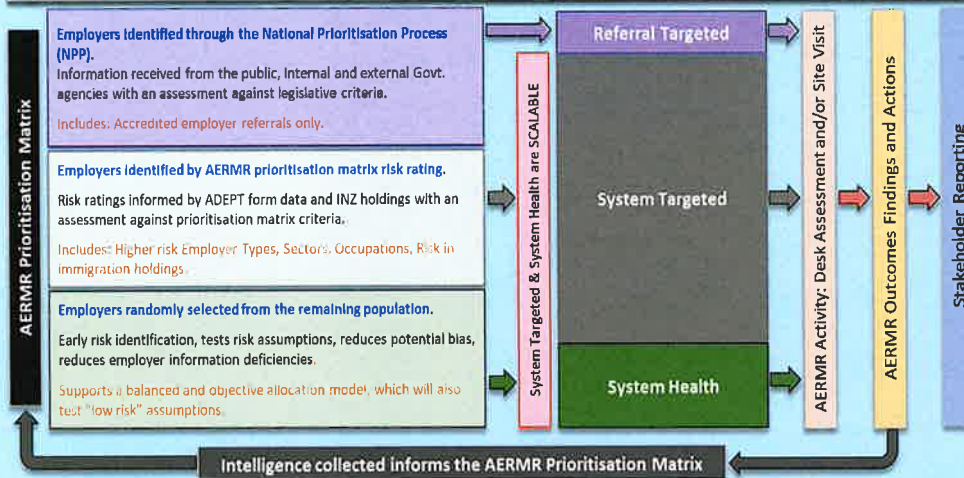 AERMR Prioritisation Matrix
Employers identified through the National Prioritisation Process
(NPP).
Information received from the public, Internal and external Govt.
agencies with an assessment against legislative criteria.
Includes: Accredited employer referrals only.
Employers identified by AERMR prioritisation matrix risk rating.
Risk ratings informed by ADEPT form data and INZ holdings with an
assessment against prioritisation matrix criteria.
Includes: Higher risk Employer Types, Sectors, Occupations, Risk in
immigration holdings.
Employers randomly selected from the remaining population.
Early risk identification, tests risk assumptions, reduces potential bias,
reduces employer information deficiencies.
Supports a balanced and objective allocation model, which will also
test "low risk" assumptions.
System Targeted & System Health are SCALABLE
Referral Targeted
System Targeted
System Health
AERMR Activity: Desk Assessment and/or Site Visit
AERMR Outcomes Findings and Actions
Stakeholder Reporting
Intelligence collected informs the AERMR Prioritisation Matrix